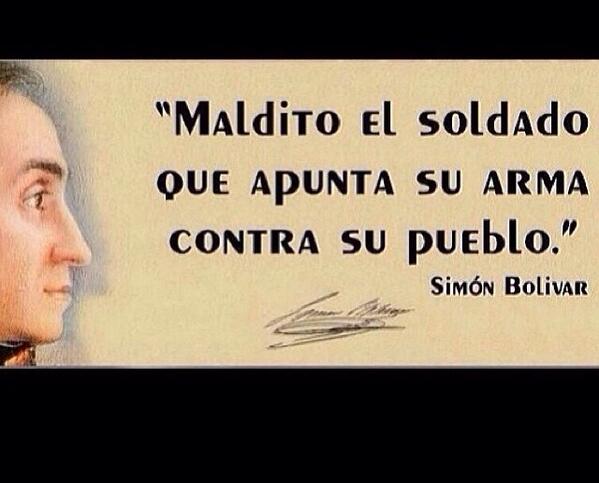 "Maldito el soldado
que apunta su arma
contra su pueblo."
Simón Bolivar